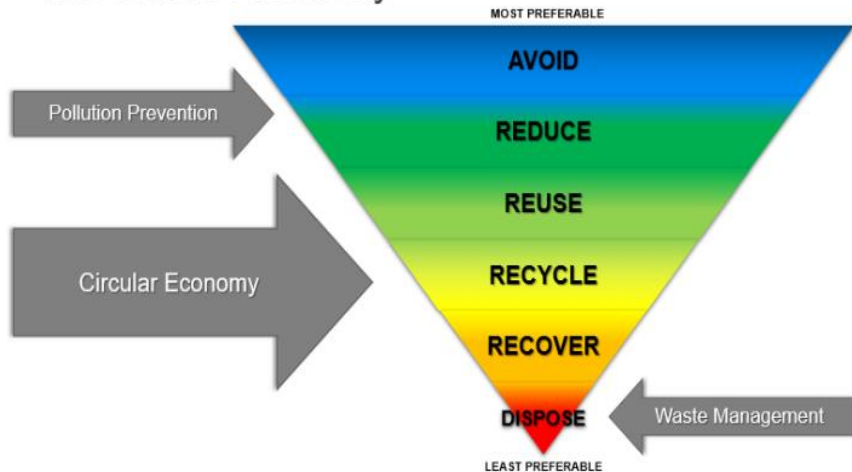 MOST PREFERABLE
AVOID
Pollution Prevention
REDUCE
REUSE
Circular Economy
RECYCLE
RECOVER
DISPOSE
Waste Management
LEAST PREFERABLE